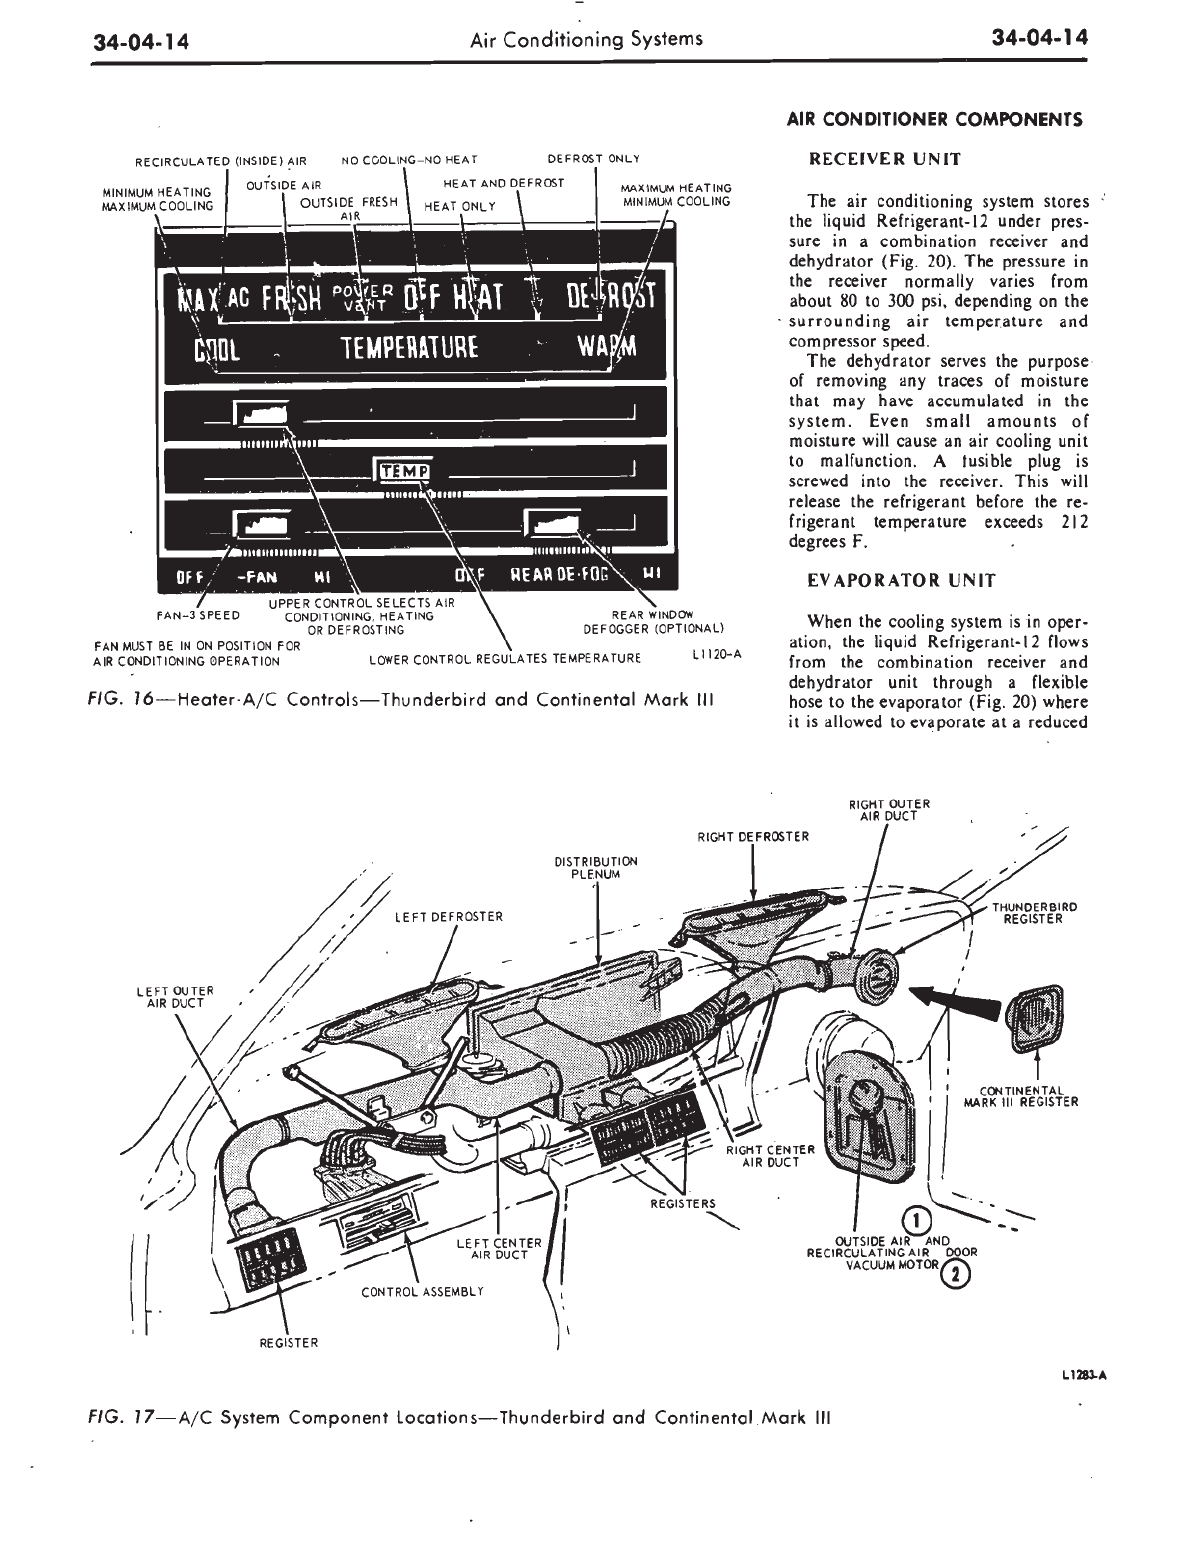 34-04-14 Air Conditioning Systems 34-04-14
RECIRCULATED (INSIDE) AIR
NO COOLING-NO HEAT
DEFROST ONLY
MINIMUM HEATING
MAXIMUM COOLING
OUTSIDE AIR
OUTSIDE FRESH
AIR
HEAT AND DEFROST
HEAT ONLY
MAXIMUM HEATING
MINIMUM COOLING
MAX AC FRESH POWER VENT OFF HEAT DEFROST
COOL TEMPERATURE WARM
TEMP
OFF -FAN HI OFF REAR DE-FOG HI
FAN-3 SPEED
UPPER CONTROL SELECTS AIR
CONDITIONING, HEATING
OR DEFROSTING
REAR WINDOW
DEFOGGER (OPTIONAL)
FAN MUST BE IN ON POSITION FOR
AIR CONDITIONING OPERATION
LOWER CONTROL REGULATES TEMPERATURE
L1120-A
FIG. 16—Heater-A/C Controls—Thunderbird and Continental Mark III
AIR CONDITIONER COMPONENTS
RECEIVER UNIT
The air conditioning system stores
the liquid Refrigerant-12 under pres-
sure in a combination receiver and
dehydrator (Fig. 20). The pressure in
the receiver normally varies from
about 80 to 300 psi, depending on the
surrounding air temperature and
compressor speed.
The dehydrator serves the purpose
of removing any traces of moisture
that may have accumulated in the
system. Even small amounts of
moisture will cause an air cooling unit
to malfunction. A fusible plug is
screwed into the receiver. This will
release the refrigerant before the re-
frigerant temperature exceeds 212
degrees F.
EVAPORATOR UNIT
When the cooling system is in oper-
ation, the liquid Refrigerant-12 flows
from the combination receiver and
dehydrator unit through a flexible
hose to the evaporator (Fig. 20) where
it is allowed to evaporate at a reduced
RIGHT OUTER
AIR DUCT
RIGHT DEFROSTER
DISTRIBUTION
PLENUM
LEFT DEFROSTER
THUNDERBIRD
REGISTER
LEFT OUTER
AIR DUCT
CONTINENTAL
MARK III REGISTER
RIGHT CENTER
AIR DUCT
REGISTERS
LEFT CENTER
AIR DUCT
1
OUTSIDE AIR AND
RECIRCULATING AIR DOOR
VACUUM MOTOR
2
CONTROL ASSEMBLY
REGISTER
L1283-A
FIG. 17—A/C System Component Locations—Thunderbird and Continental Mark III